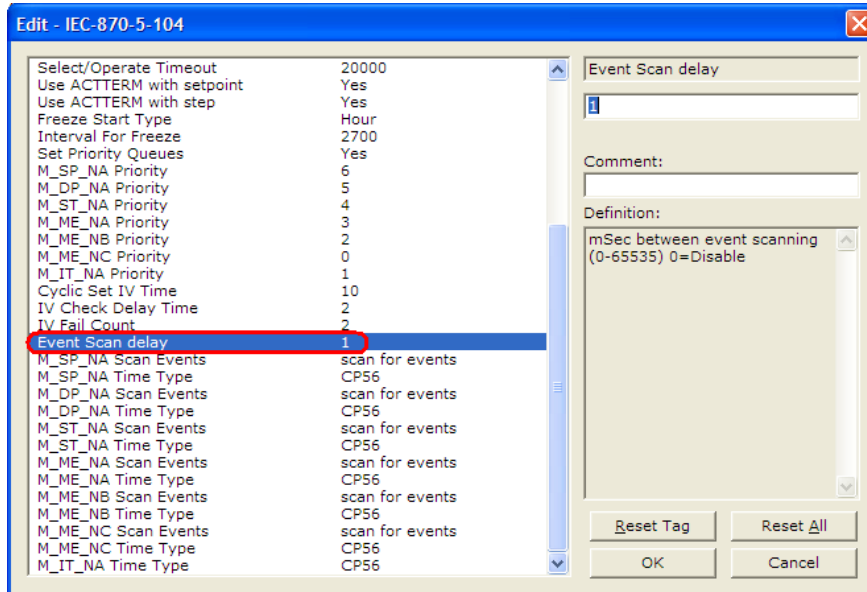 Edit - IEC-870-5-104
Select/Operate Timeout 20000
Use ACTTERM with setpoint Yes
Use ACTTERM with step Yes
Freeze Start Type Hour
Interval For Freeze 2700
Set Priority Queues Yes
M_SP_NA Priority 6
M_DP_NA Priority 5
M_ST_NA Priority 4
M_ME_NA Priority 3
M_ME_NB Priority 2
M_ME_NC Priority 0
M_IT_NA Priority 1
Cyclic Set IV Time 10
IV Check Delay Time 2
IV Fail Count 2
Event Scan delay 1
M_SP_NA Scan Events scan for events
M_SP_NA Time Type CP56
M_DP_NA Scan Events scan for events
M_DP_NA Time Type CP56
M_ST_NA Scan Events scan for events
M_ST_NA Time Type CP56
M_ME_NA Scan Events scan for events
M_ME_NA Time Type CP56
M_ME_NB Scan Events scan for events
M_ME_NB Time Type CP56
M_ME_NC Scan Events scan for events
M_ME_NC Time Type CP56
M_IT_NA Time Type CP56
Event Scan delay
1
Comment:
Definition:
mSec between event scanning
(0-65535) 0=Disable
Reset Tag Reset All
OK Cancel